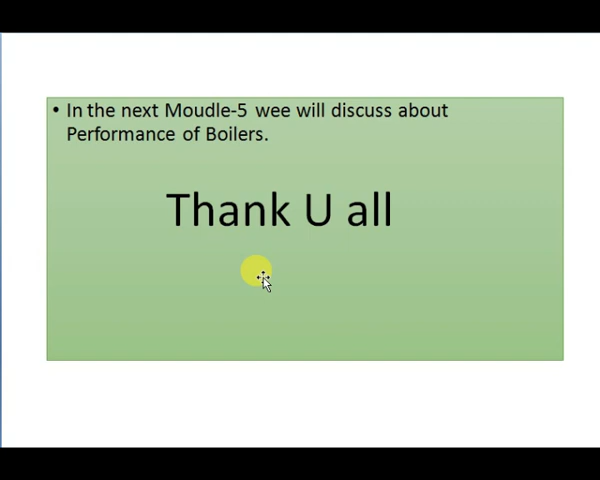 • In the next Moudle-5 wee will discuss about
Performance of Boilers.
Thank U all